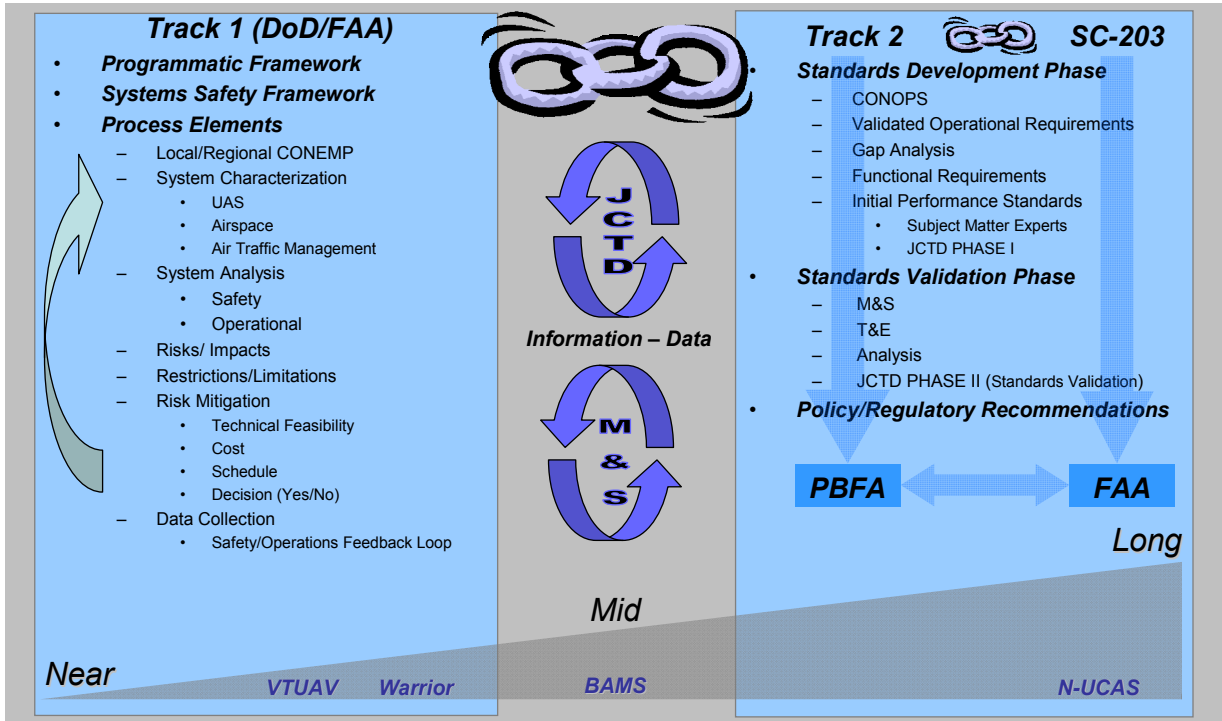 Track 1 (DoD/FAA)
• Programmatic Framework
• Systems Safety Framework
• Process Elements
– Local/Regional CONEMP
– System Characterization
• UAS
• Airspace
• Air Traffic Management
– System Analysis
• Safety
• Operational
– Risks/ Impacts
– Restrictions/Limitations
– Risk Mitigation
• Technical Feasibility
• Cost
• Schedule
• Decision (Yes/No)
– Data Collection
• Safety/Operations Feedback Loop
JCTD
Information – Data
M&S
Track 2 SC-203
• Standards Development Phase
– CONOPS
– Validated Operational Requirements
– Gap Analysis
– Functional Requirements
– Initial Performance Standards
• Subject Matter Experts
• JCTD PHASE I
• Standards Validation Phase
– M&S
– T&E
– Analysis
– JCTD PHASE II (Standards Validation)
• Policy/Regulatory Recommendations
PBFA FAA
Long
Mid
Near
VTUAV Warrior BAMS N-UCAS